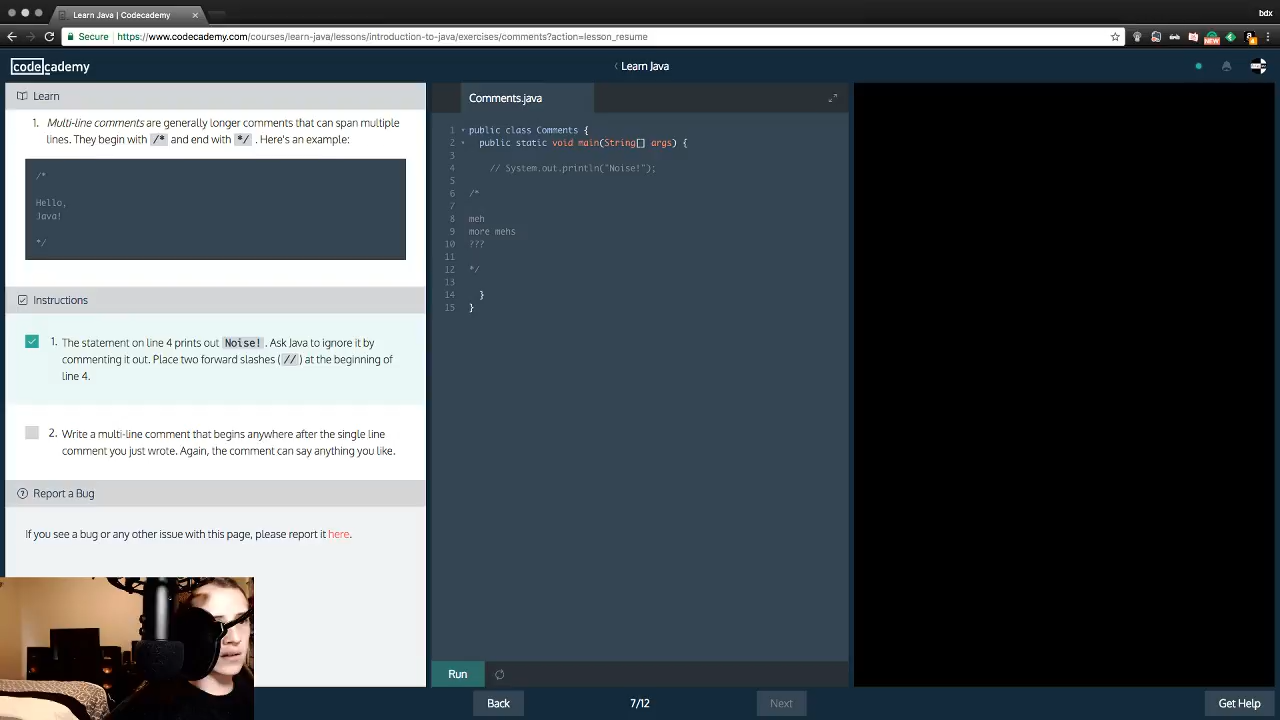 Learn Java | Codecademy
bdx
Secure https://www.codecademy.com/courses/learn-java/lessons/introduction-to-java/exercises/comments?action=lesson_resume
NEW
codecademy
Learn Java
Learn
1. Multi-line comments are generally longer comments that can span multiple
lines. They begin with /* and end with */ . Here's an example:
/*
Hello,
Java!
*/
Instructions
1. The statement on line 4 prints out Noise! . Ask Java to ignore it by
commenting it out. Place two forward slashes ( // ) at the beginning of
line 4.
2. Write a multi-line comment that begins anywhere after the single line
comment you just wrote. Again, the comment can say anything you like.
Report a Bug
If you see a bug or any other issue with this page, please report it here.
Comments.java
1 public class Comments {
2 public static void main(String[] args) {
3
4 // System.out.println("Noise!");
5
6 /*
7
8 meh
9 more mehs
10 ???
11
12 */
13
14 }
15 }
Run
Back
7/12
Next
Get Help